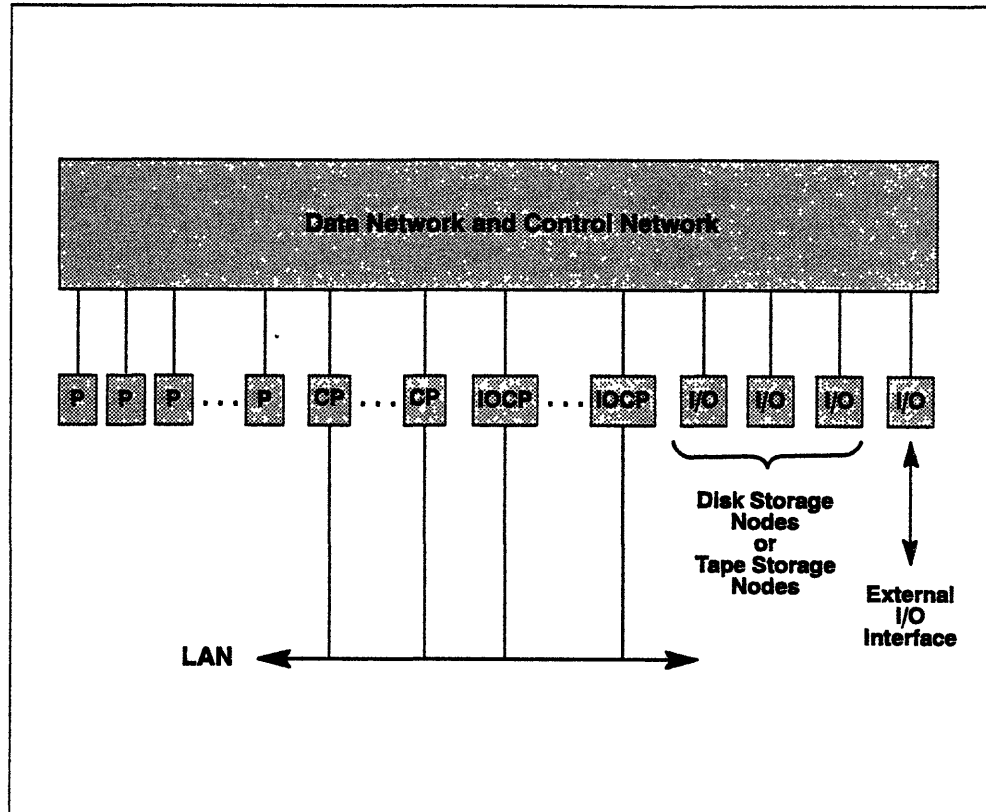 Data Network and Control Network
P P P . . . P CP . . . CP IOCP . . . IOCP I/O I/O I/O I/O
Disk Storage
Nodes
or
Tape Storage
Nodes
External
I/O
Interface
LAN